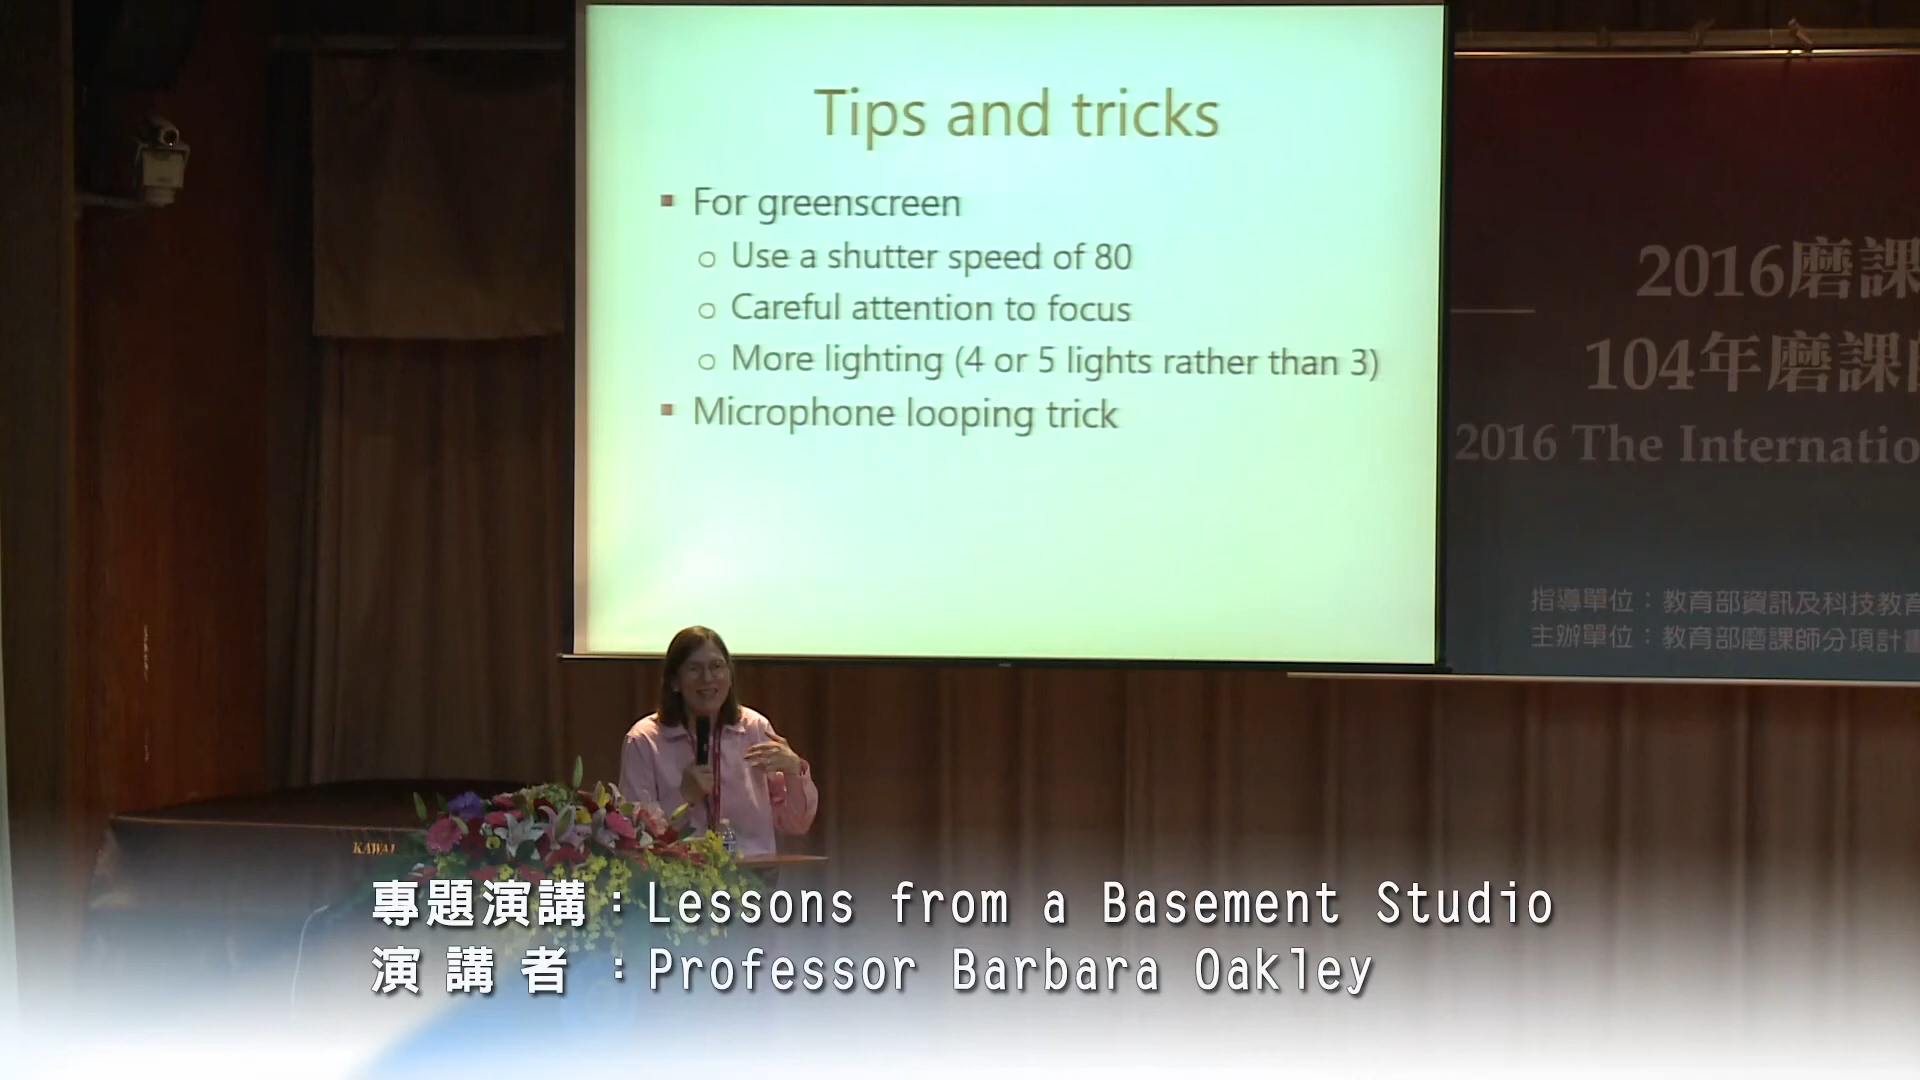 Tips and tricks
▪ For greenscreen
o Use a shutter speed of 80
o Careful attention to focus
o More lighting (4 or 5 lights rather than 3)
▪ Microphone looping trick
2016磨課
104年磨課師
2016 The Internatio
指導單位：教育部資訊及科技教育
主辦單位：教育部磨課師分項計畫
KAWAI
專題演講：Lessons from a Basement Studio
演講者：Professor Barbara Oakley